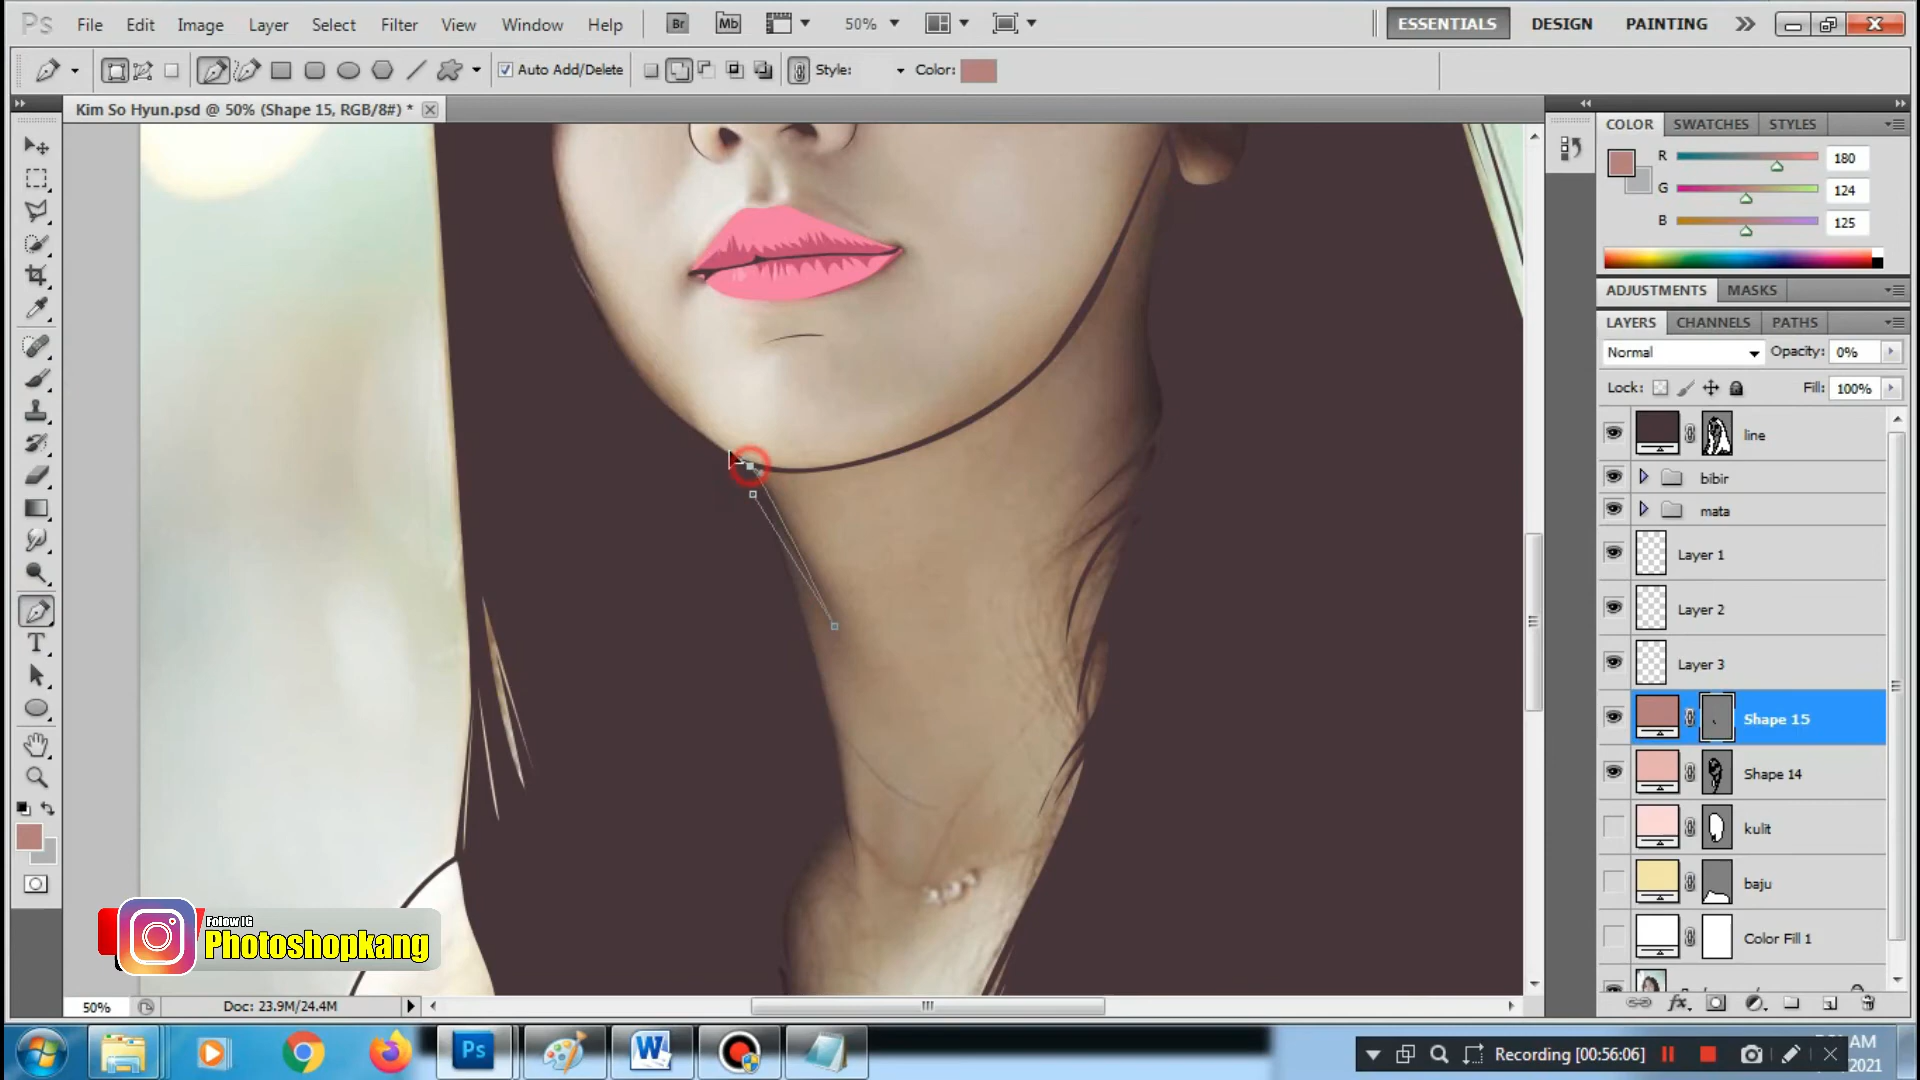 Ps File Edit Image Layer Select Filter View Window Help Br Mb 50% ESSENTIALS DESIGN PAINTING
Auto Add/Delete Style: Color:
Kim So Hyun.psd @ 50% (Shape 15, RGB/8#) *
COLOR SWATCHES STYLES
R 180
G 124
B 125
ADJUSTMENTS MASKS
LAYERS CHANNELS PATHS
Normal Opacity: 0%
Lock: Fill: 100%
line
bibir
mata
Layer 1
Layer 2
Layer 3
Shape 15
Shape 14
kulit
baju
Color Fill 1
T
Folow IG
Photoshopkang
50% Doc: 23.9M/24.4M
fx
Ps W
Recording [00:56:06]
AM
2021